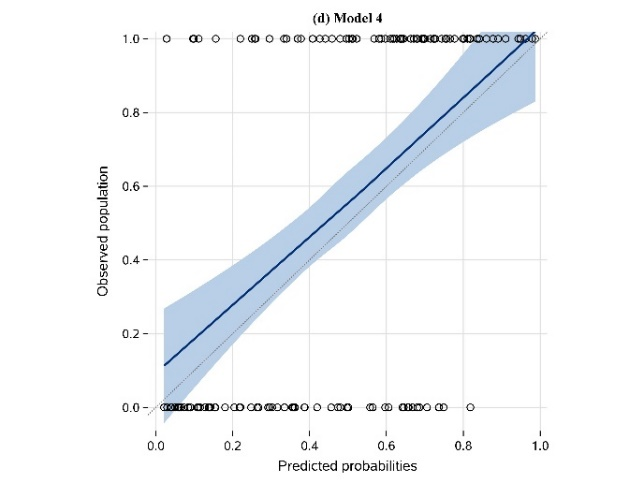 (d) Model 4
1.0
0.8
0.6
0.4
0.2
0.0
Observed population
0.0 0.2 0.4 0.6 0.8 1.0
Predicted probabilities